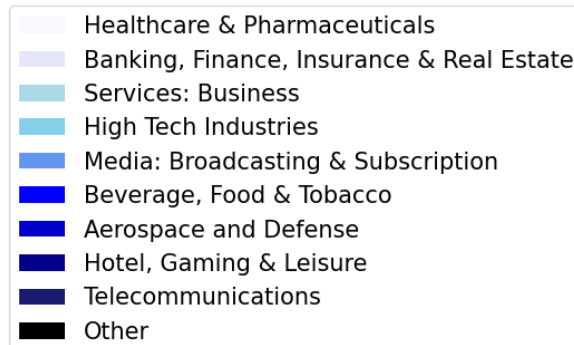 Healthcare & Pharmaceuticals
Banking, Finance, Insurance & Real Estate
Services: Business
High Tech Industries
Media: Broadcasting & Subscription
Beverage, Food & Tobacco
Aerospace and Defense
Hotel, Gaming & Leisure
Telecommunications
Other